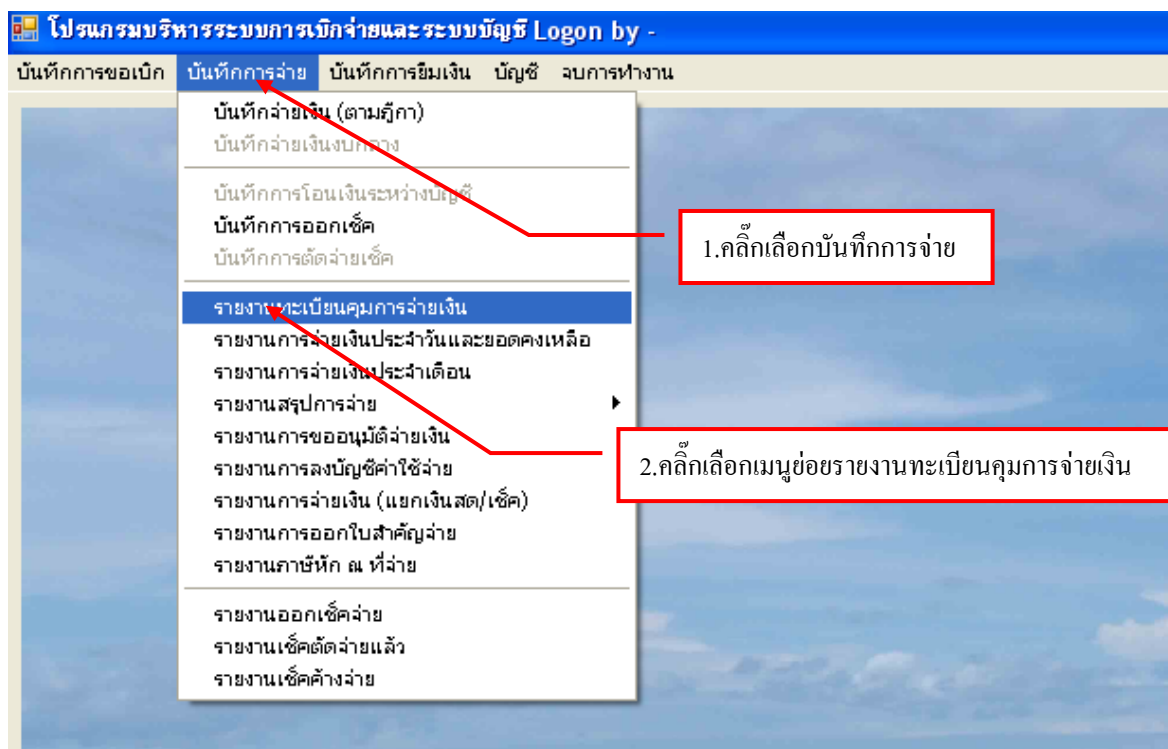 โปรแกรมบริหารระบบการเบิกจ่ายและระบบบัญชี Logon by -
บันทึกการขอเบิก บันทึกการจ่าย บันทึกการยืมเงิน บัญชี จบการทำงาน
บันทึกจ่ายเงิน (ตามฎีกา)
บันทึกจ่ายเงินงบกลาง
บันทึกการโอนเงินระหว่างบัญชี
บันทึกการออกเช็ค
1.คลิ๊กเลือกบันทึกการจ่าย
บันทึกการตัดจ่ายเช็ค
รายงานทะเบียนคุมการจ่ายเงิน
รายงานการจ่ายเงินประจำวันและยอดคงเหลือ
รายงานการจ่ายเงินประจำเดือน
รายงานสรุปการจ่าย
รายงานการขออนุมัติจ่ายเงิน
2.คลิ๊กเลือกเมนูย่อยรายงานทะเบียนคุมการจ่ายเงิน
รายงานการลงบัญชีค่าใช้จ่าย
รายงานการจ่ายเงิน (แยกเงินสด/เช็ค)
รายงานการออกใบสำคัญจ่าย
รายงานภาษีหัก ณ ที่จ่าย
รายงานออกเช็คจ่าย
รายงานเช็คตัดจ่ายแล้ว
รายงานเช็คค้างจ่าย